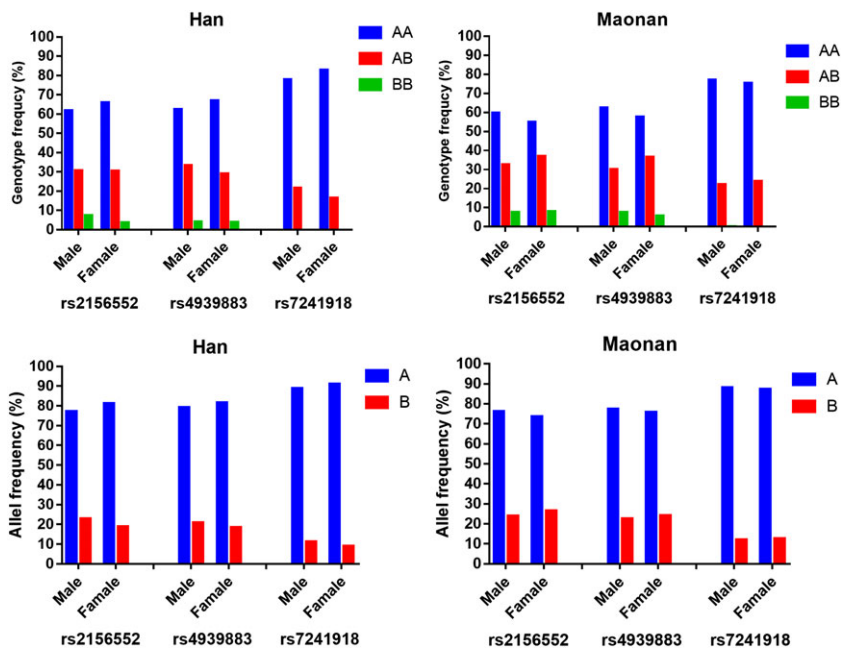 Han
Genotype frequcy (%)
100
90
80
70
60
50
40
30
20
10
0
AA
AB
BB
Male
Famale
Male
Famale
Male
Famale
rs2156552
rs4939883
rs7241918
Maonan
Genotype frequcy (%)
100
90
80
70
60
50
40
30
20
10
0
AA
AB
BB
Male
Famale
Male
Famale
Male
Famale
rs2156552
rs4939883
rs7241918
Han
Allel frequency (%)
100
90
80
70
60
50
40
30
20
10
0
A
B
Male
Famale
Male
Famale
Male
Famale
rs2156552
rs4939883
rs7241918
Maonan
Allel frequency (%)
100
90
80
70
60
50
40
30
20
10
0
A
B
Male
Famale
Male
Famale
Male
Famale
rs2156552
rs4939883
rs7241918